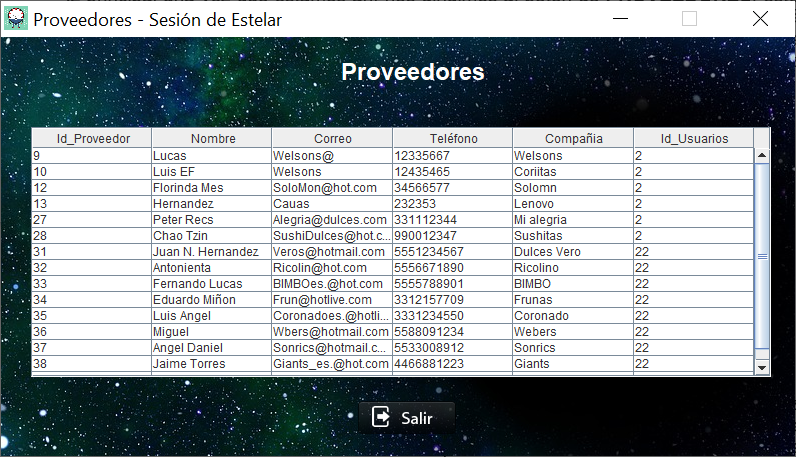 Proveedores - Sesión de Estelar
Proveedores
Id_Proveedor Nombre Correo Teléfono Compañia Id_Usuarios
9 Lucas Welsons@ 12335667 Welsons 2
10 Luis EF Welsons 12435465 Coriitas 2
12 Florinda Mes SoloMon@hot.com 34566577 Solomn 2
13 Hernandez Cauas 232353 Lenovo 2
27 Peter Recs Alegria@dulces.com 331112344 Mi alegria 2
28 Chao Tzin SushiDulces@hot.c... 990012347 Sushitas 2
31 Juan N. Hernandez Veros@hotmail.com 5551234567 Dulces Vero 22
32 Antonienta Ricolin@hot.com 5556671890 Ricolino 22
33 Fernando Lucas BIMBOes.@hot.com 5555788901 BIMBO 22
34 Eduardo Miñon Frun@hotlive.com 3312157709 Frunas 22
35 Luis Angel Coronadoes.@hotli... 3331234550 Coronado 22
36 Miguel Wbers@hotmail.com 5588091234 Webers 22
37 Angel Daniel Sonrics@hotmail.c... 5533008912 Sonrics 22
38 Jaime Torres Giants_es.@hot.com 4466881223 Giants 22
Salir